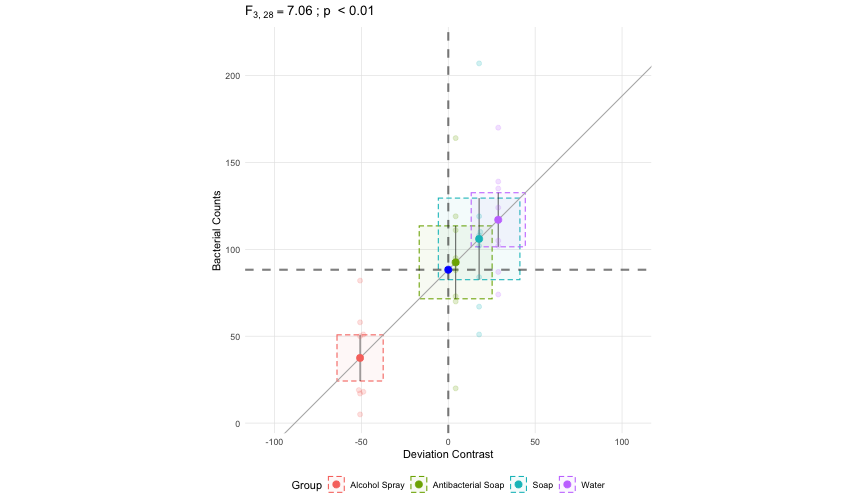 F3, 28 = 7.06 ; p < 0.01
200
150
100
50
0
Bacterial Counts
-100 -50 0 50 100
Deviation Contrast
Group Alcohol Spray Antibacterial Soap Soap Water